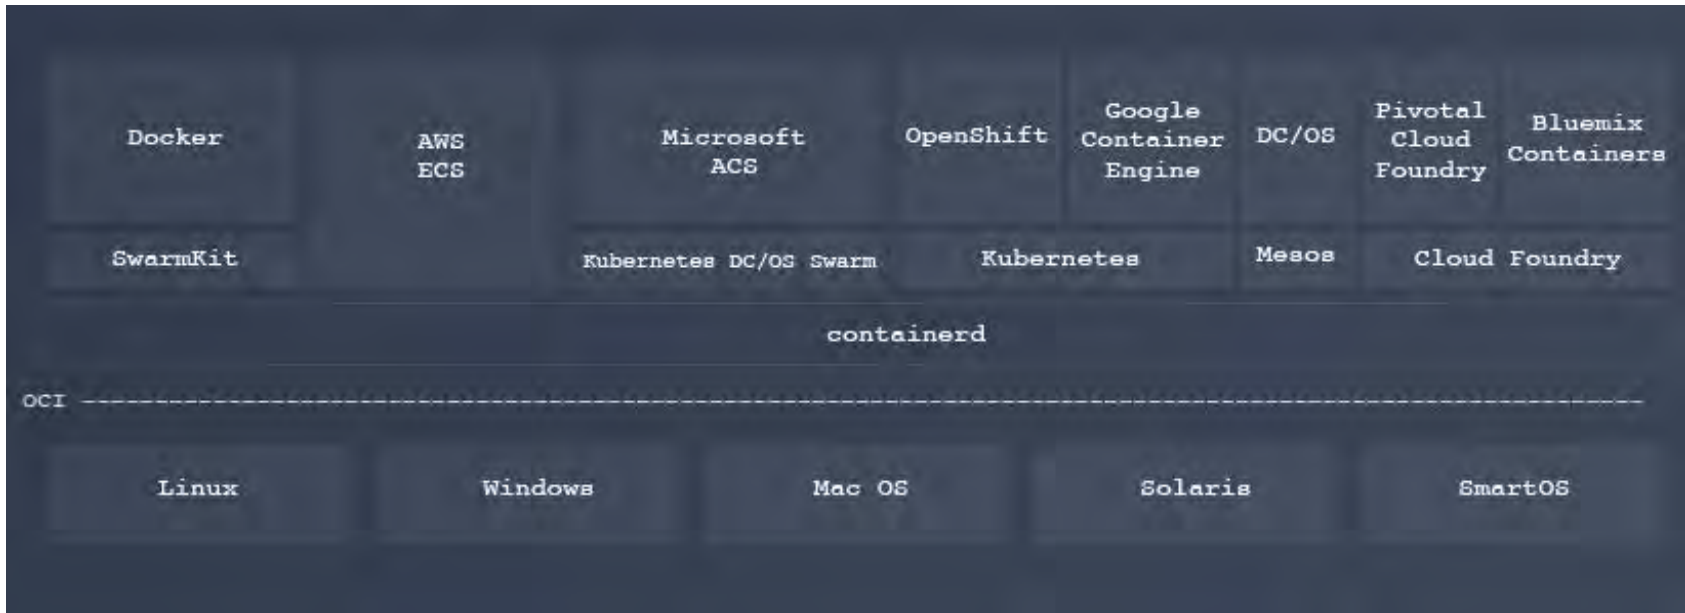 Docker
AWS
ECS
Microsoft
ACS
OpenShift
Google
Container
Engine
DC/OS
Pivotal
Cloud
Foundry
Bluemix
Containers
SwarmKit
Kubernetes DC/OS Swarm
Kubernetes
Mesos
Cloud Foundry
containerd
OCI
Linux
Windows
Mac OS
Solaris
SmartOS